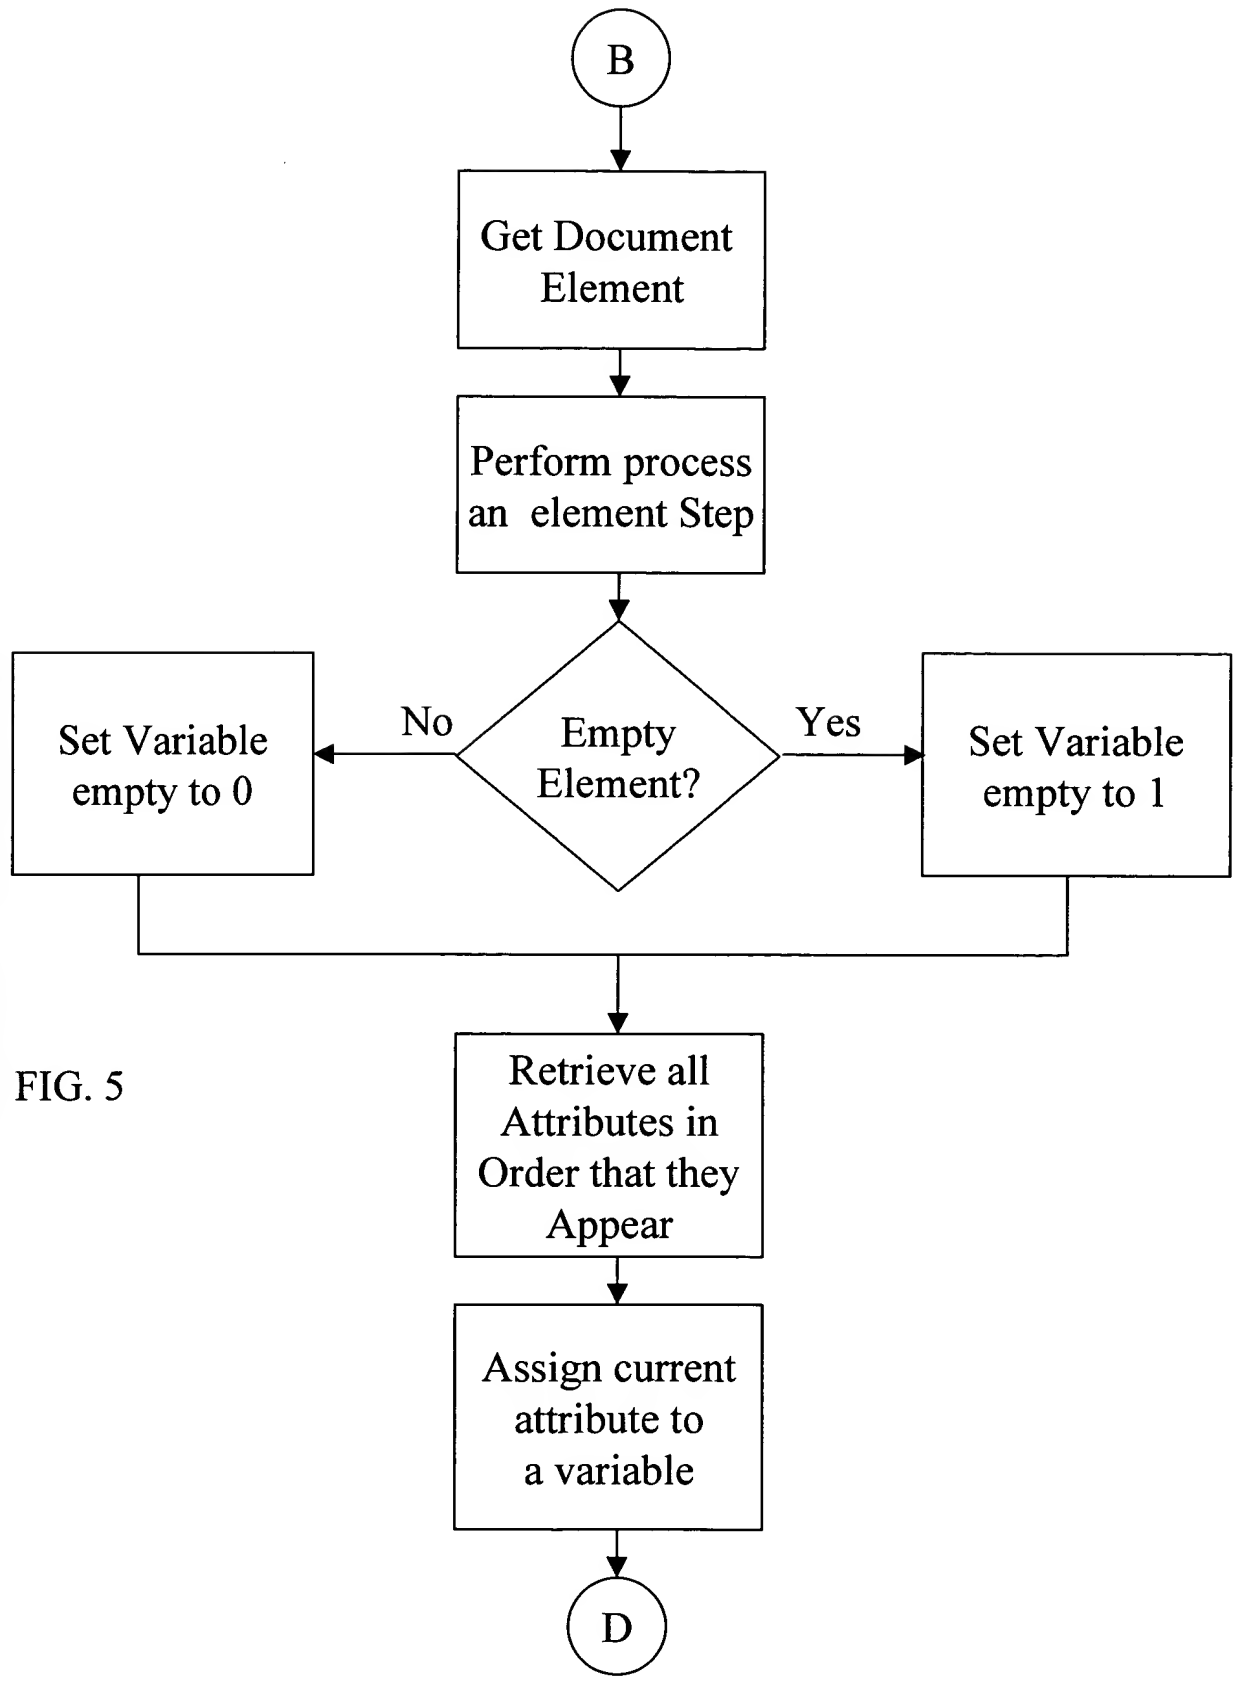 B
Get Document
Element
Perform process
an element Step
No
Yes
Set Variable
empty to 0
Empty
Element?
Set Variable
empty to 1
FIG. 5
Retrieve all
Attributes in
Order that they
Appear
Assign current
attribute to
a variable
D